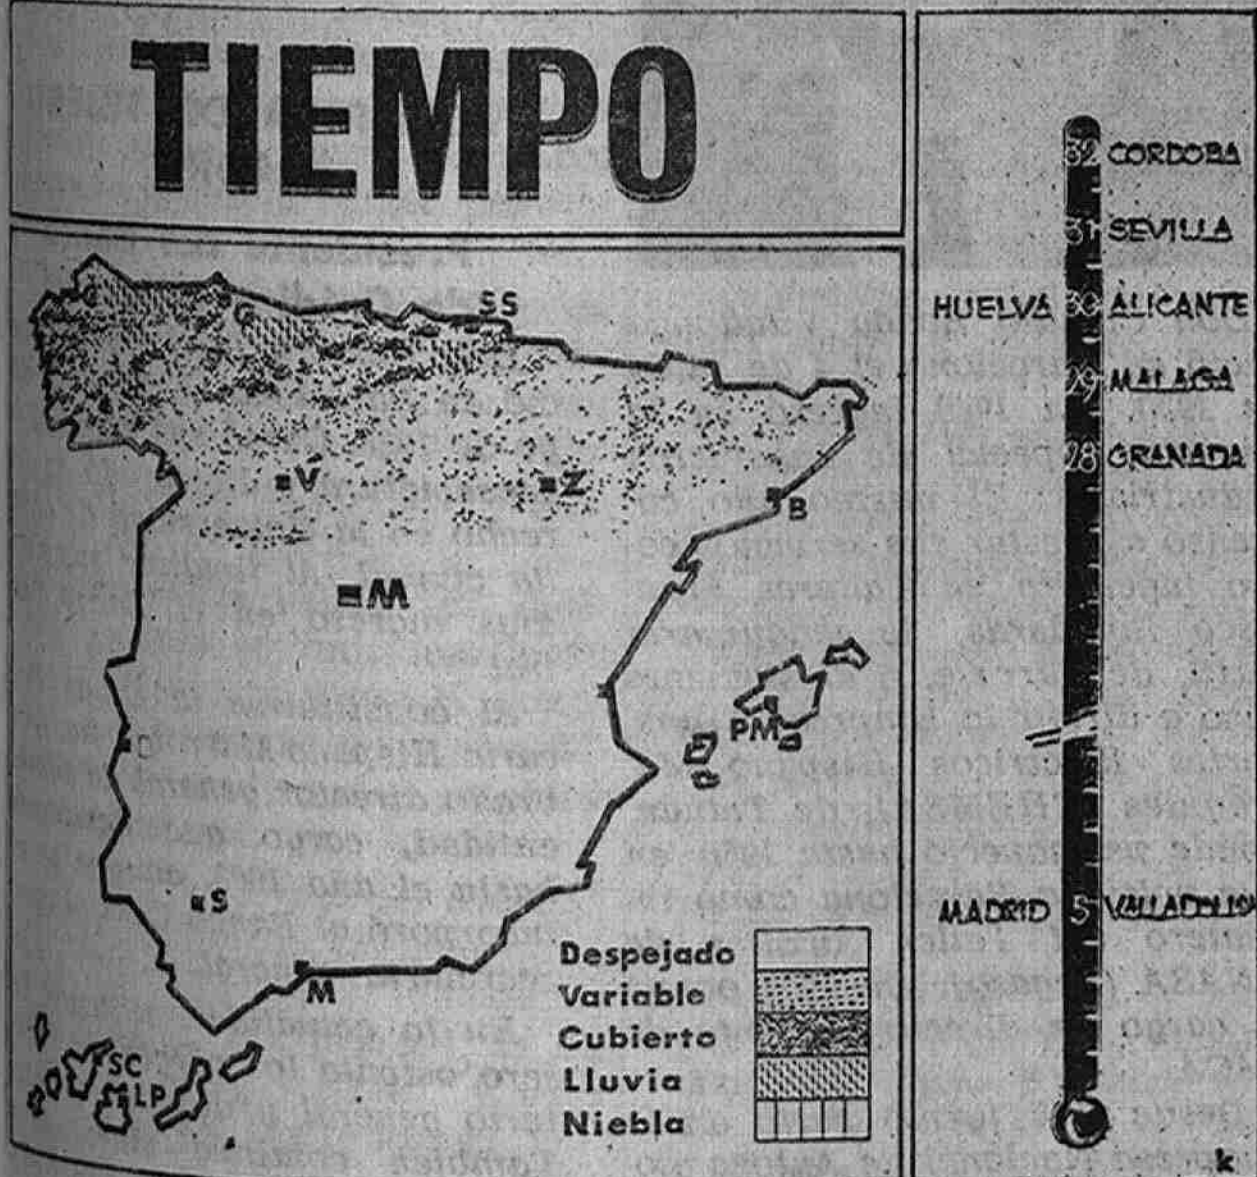 TIEMPO
SS
V
Z
B
M
PM
S
M
SC
LP
Despejado
Variable
Cubierto
Lluvia
Niebla
32 CORDOBA
31 SEVILLA
HUELVA 30 ALICANTE
29 MALAGA
28 GRANADA
MADRID 5 VALLADOLID
k